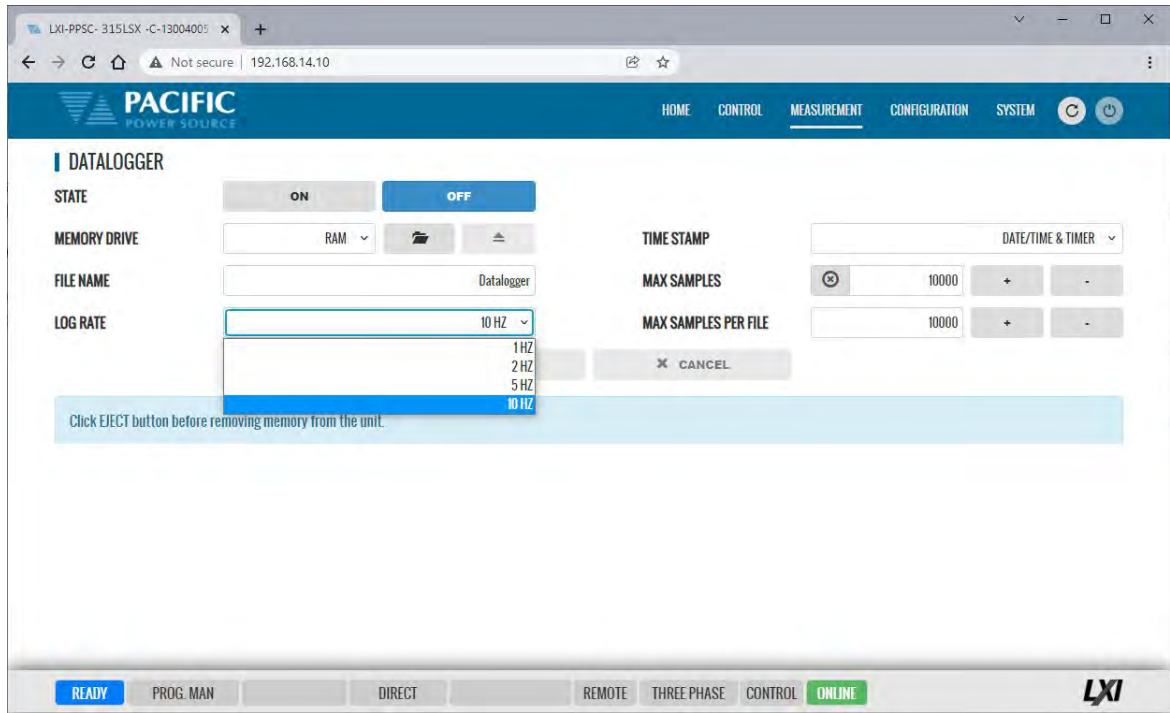 LXI-PPSC- 315LSX -C-13004005
Not secure | 192.168.14.10
PACIFIC
POWER SOURCE
HOME CONTROL MEASUREMENT CONFIGURATION SYSTEM
DATALOGGER
STATE ON OFF
MEMORY DRIVE RAM TIME STAMP DATE/TIME & TIMER
FILE NAME Datalogger MAX SAMPLES 10000 + -
LOG RATE 10 HZ MAX SAMPLES PER FILE 10000 + -
1 HZ
2 HZ
CANCEL
5 HZ
10 HZ
Click EJECT button before removing memory from the unit.
READY PROG. MAN DIRECT REMOTE THREE PHASE CONTROL ONLINE LXI